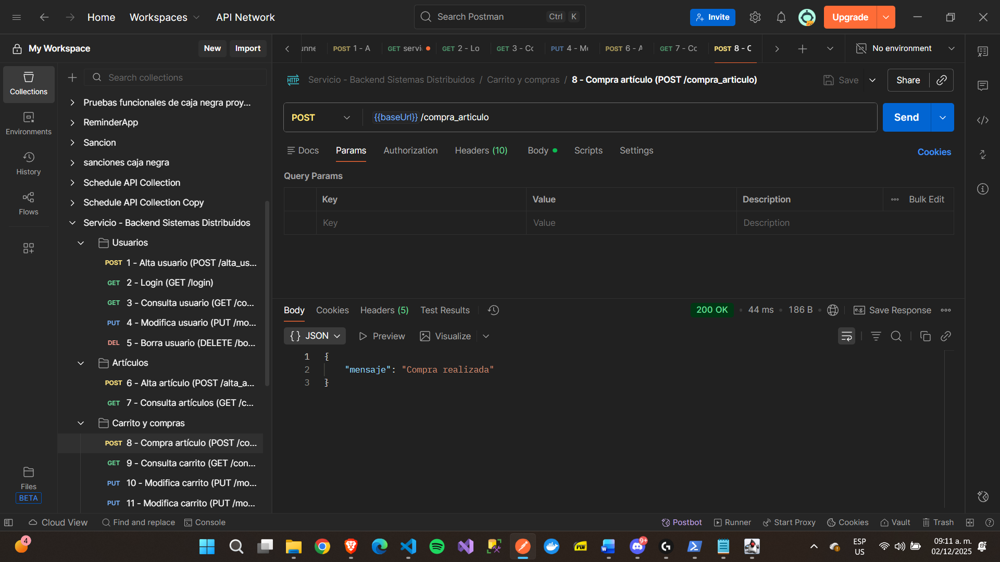 Home
Workspaces
API Network
Search Postman
Ctrl K
Invite
Upgrade
My Workspace
New
Import
unne
POST 1 - A
GET servi
GET 2 - Lo
GET 3 - Cc
PUT 4 - Mo
POST 6 - A
GET 7 - Cc
POST 8 - C
No environment
Collections
Environments
History
Flows
Files
BETA
Search collections
Pruebas funcionales de caja negra proy...
ReminderApp
Sancion
sanciones caja negra
Schedule API Collection
Schedule API Collection Copy
Servicio - Backend Sistemas Distribuidos
Usuarios
POST 1 - Alta usuario (POST /alta_us...
GET 2 - Login (GET /login)
GET 3 - Consulta usuario (GET /co...
PUT 4 - Modifica usuario (PUT /mo...
DEL 5 - Borra usuario (DELETE /bo...
Artículos
POST 6 - Alta artículo (POST /alta_a...
GET 7 - Consulta artículos (GET /c...
Carrito y compras
POST 8 - Compra artículo (POST /co...
GET 9 - Consulta carrito (GET /con...
PUT 10 - Modifica carrito (PUT /mo...
PUT 11 - Modifica carrito (PUT /mo...
HTTP Servicio - Backend Sistemas Distribuidos / Carrito y compras / 8 - Compra artículo (POST /compra_articulo)
Save
Share
POST {{baseUrl}} /compra_articulo
Send
Docs
Params
Authorization
Headers (10)
Body
Scripts
Settings
Cookies
Query Params
Key Value Description Bulk Edit
Key Value Description
Body Cookies Headers (5) Test Results
200 OK • 44 ms • 186 B
e.g. Save Response
{} JSON
Preview
Visualize
1 {
2 "mensaje": "Compra realizada"
3 }
Cloud View
Find and replace
Console
Postbot
Runner
Start Proxy
Cookies
Vault
Trash
4
PDF
W
9+
ESP
US
09:11 a. m.
02/12/2025